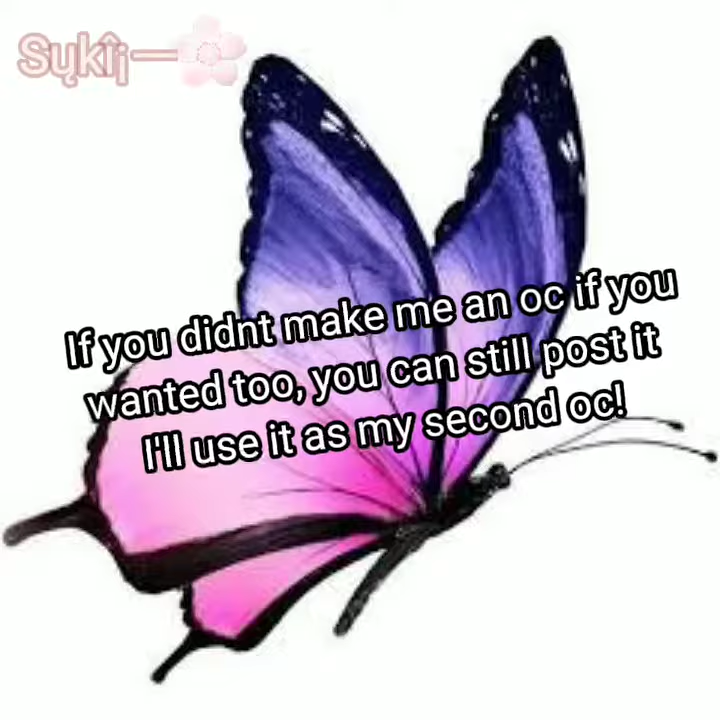 Sųkîį—🌸
If you didnt make me an oc if you
wanted too, you can still post it
I'll use it as my second oc!